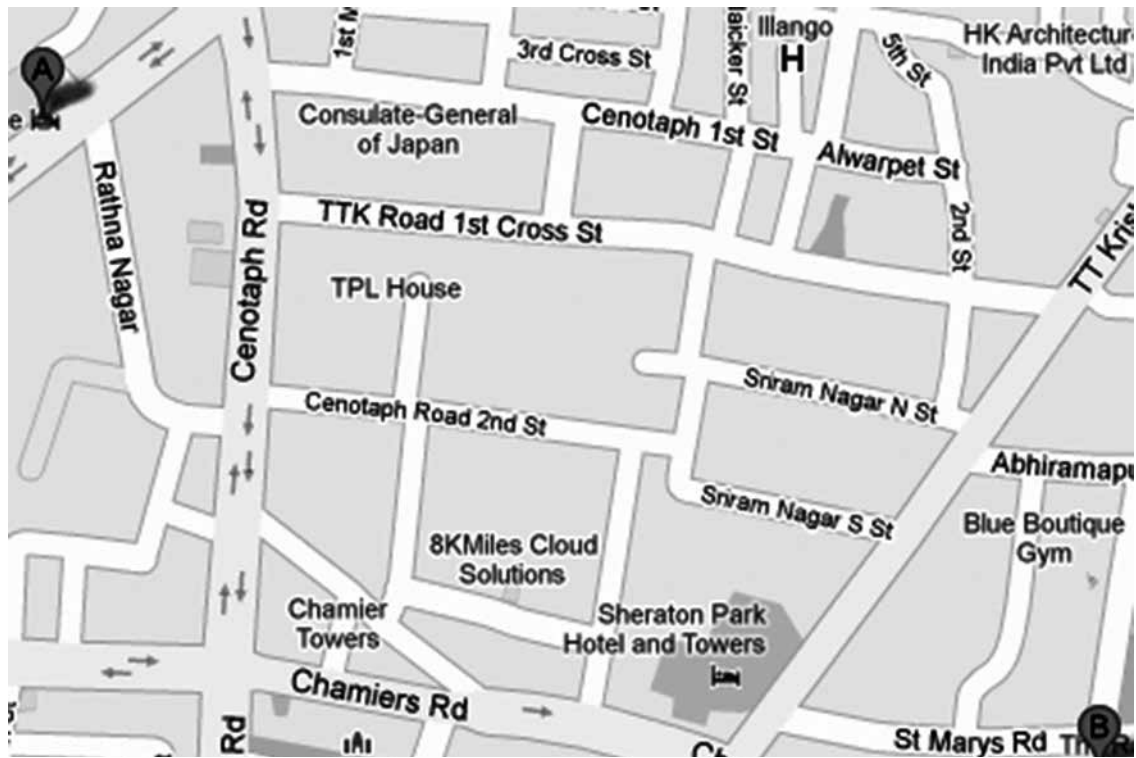 Illango
H
HK Architectur
India Pvt Ltd
5th St
3rd Cross St
A
Consulate-General
of Japan
Cenotaph 1st St
Alwarpet St
Rathna Nagar
Cenotaph Rd
TTK Road 1st Cross St
2nd St
TT Krist
TPL House
Sriram Nagar N St
Cenotaph Road 2nd St
Abhiramapu
Sriram Nagar S St
Blue Boutique
Gym
8KMiles Cloud
Solutions
Chamier
Towers
Sheraton Park
Hotel and Towers
Chamiers Rd
Rd
St Marys Rd
B